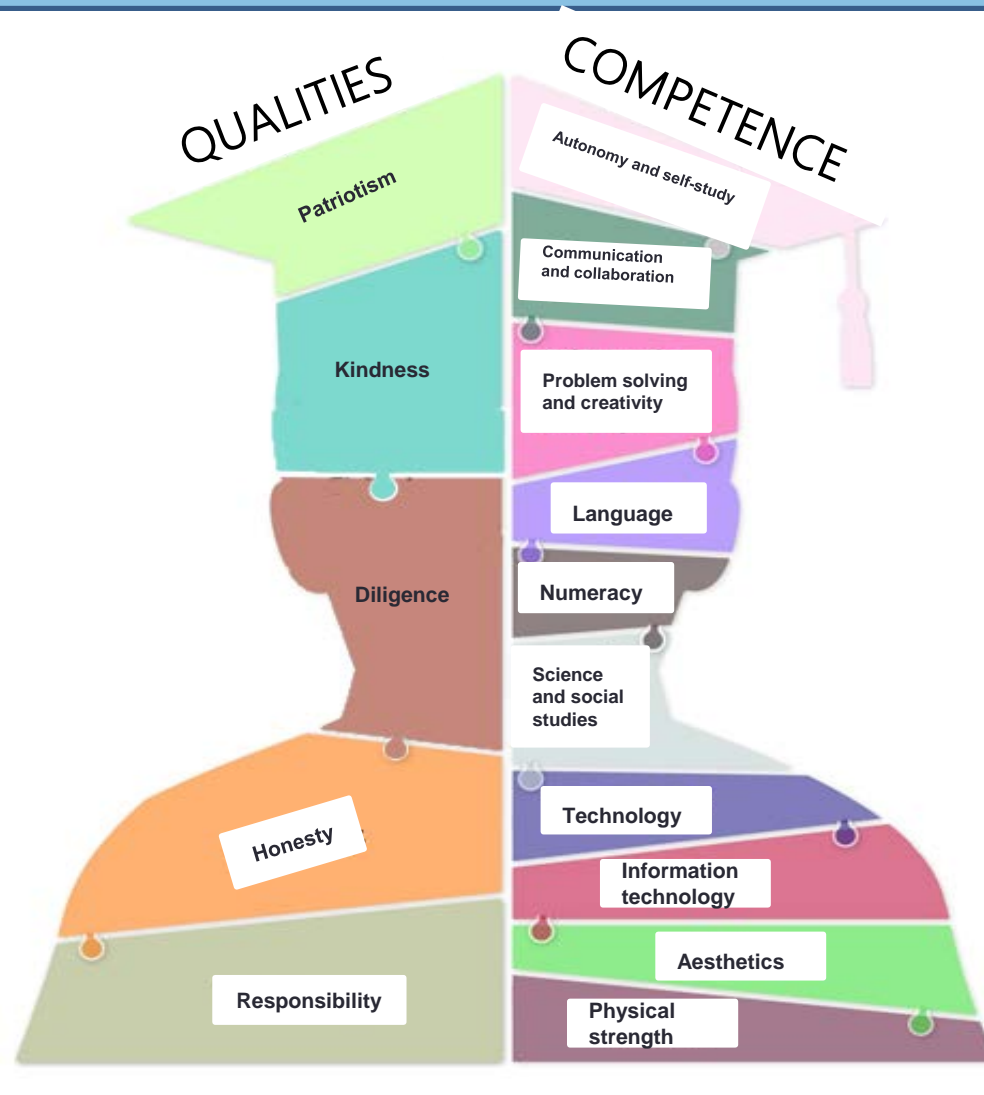 QUALITIES
Patriotism
Kindness
Diligence
Honesty
Responsibility
COMPETENCE
Autonomy and self-study
Communication
and collaboration
Problem solving
and creativity
Language
Numeracy
Science
and social
studies
Technology
Information
technology
Aesthetics
Physical
strength